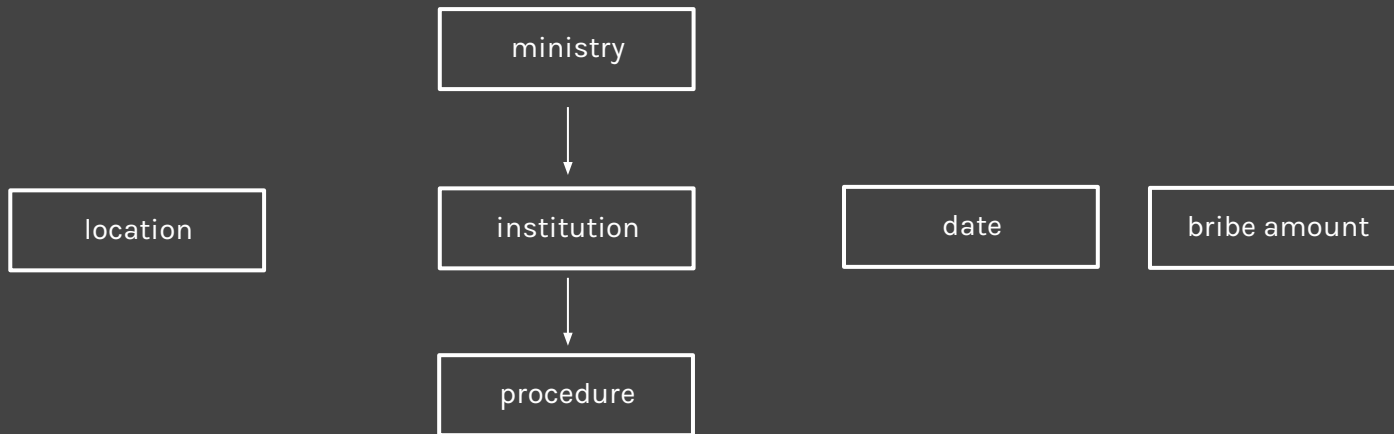 ministry
location
institution
date
bribe amount
procedure